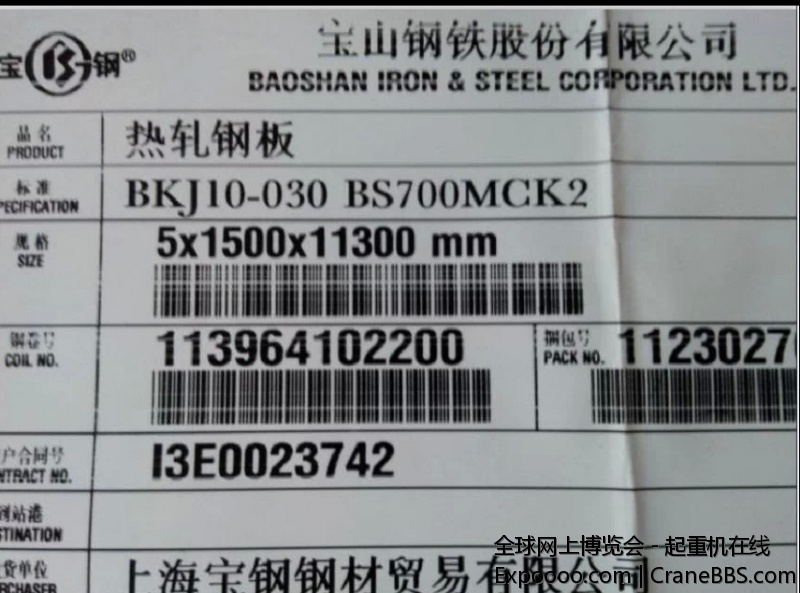 宝 钢®
宝山钢铁股份有限公司
BAOSHAN IRON & STEEL CORPORATION LTD.
品名
PRODUCT
热轧钢板
标准
PECIFICATION
BKJ10-030 BS700MCK2
规格
SIZE
5x1500x11300 mm
钢卷号
COIL NO.
113964102200
捆包号
PACK NO.
11230270
户合同号
NTRACT NO.
I3E0023742
到站港
STINATION
货单位
RCHASER
上海宝钢钢材贸易有限公司
全球网上博览会 - 起重机在线
Expoooo.com | CraneBBS.com